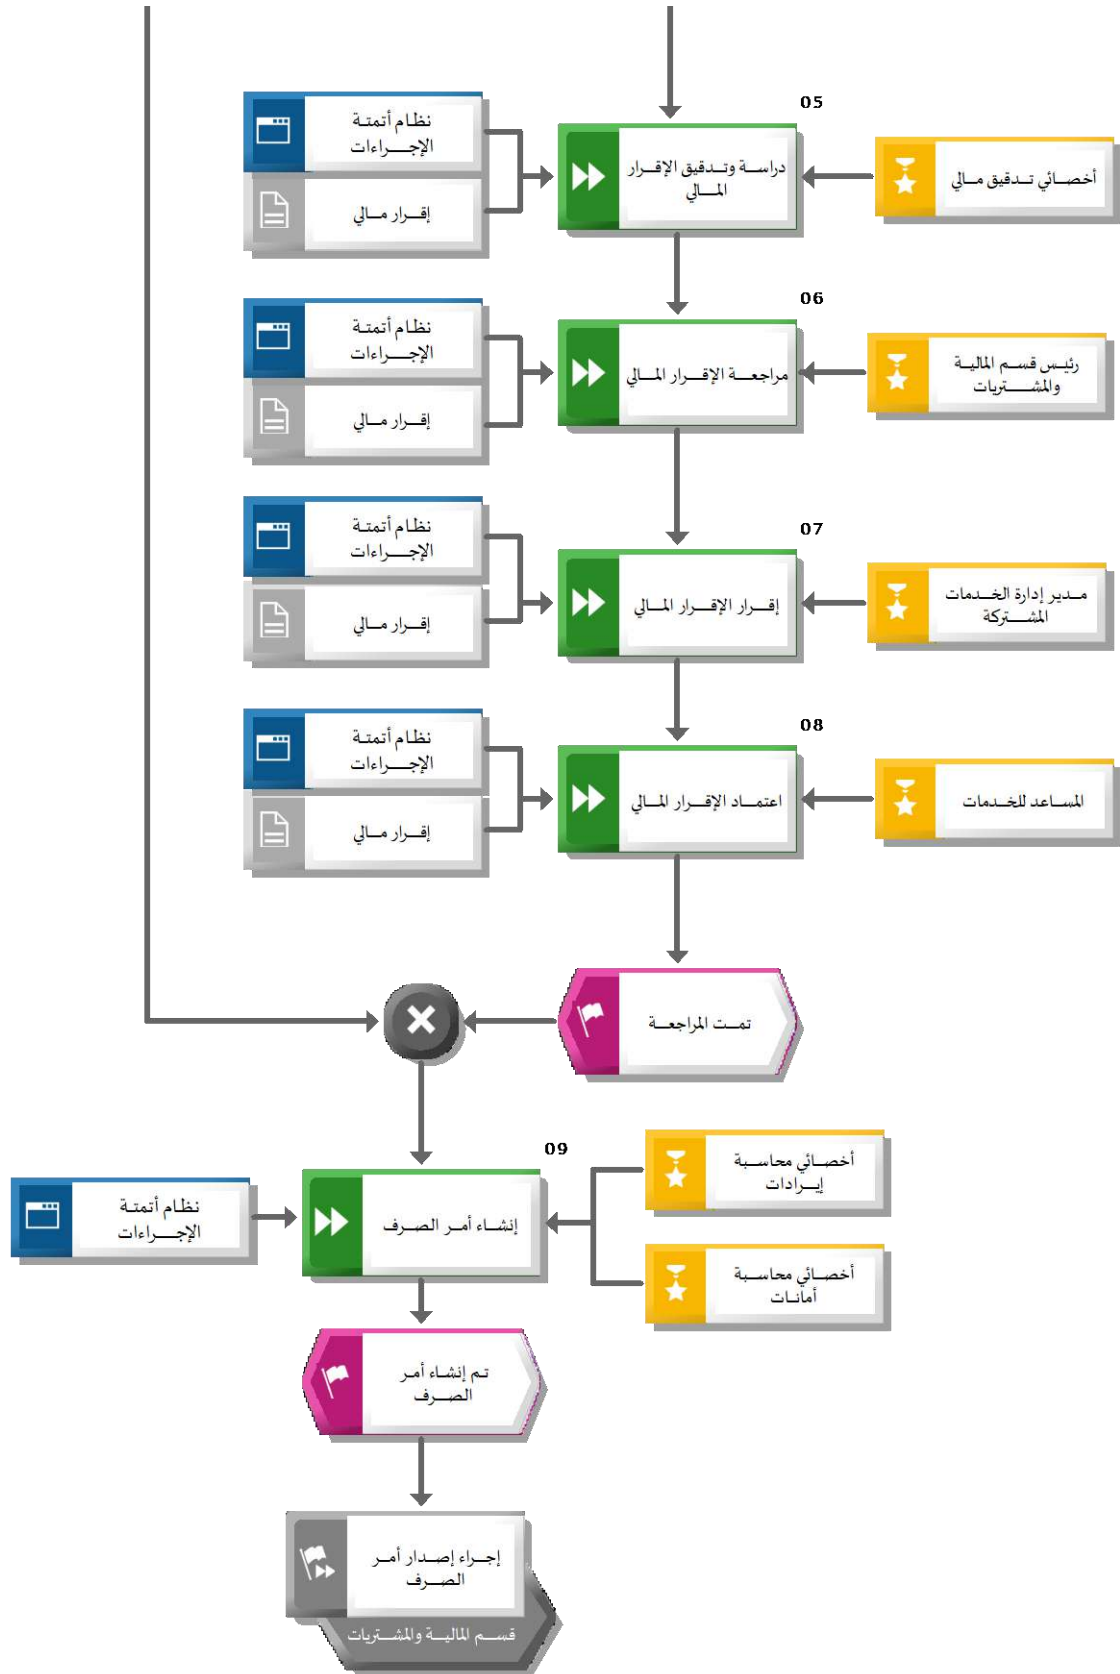 05
نظام أتمتة
الإجراءات
إقرار مالي
دراسة وتدقيق الإقرار
المالي
أخصائي تدقيق مالي
06
نظام أتمتة
الإجراءات
إقرار مالي
مراجعة الإقرار المالي
رئيس قسم المالية
والمشتريات
07
نظام أتمتة
الإجراءات
إقرار مالي
إقرار الإقرار المالي
مدير إدارة الخدمات
المشتركة
08
نظام أتمتة
الإجراءات
إقرار مالي
اعتماد الإقرار المالي
المساعد للخدمات
تمت المراجعة
09
أخصائي محاسبة
إيرادات
أخصائي محاسبة
أمانات
إنشاء أمر الصرف
نظام أتمتة
الإجراءات
تم إنشاء أمر
الصرف
إجراء إصدار أمر
الصرف
قسم المالية والمشتريات